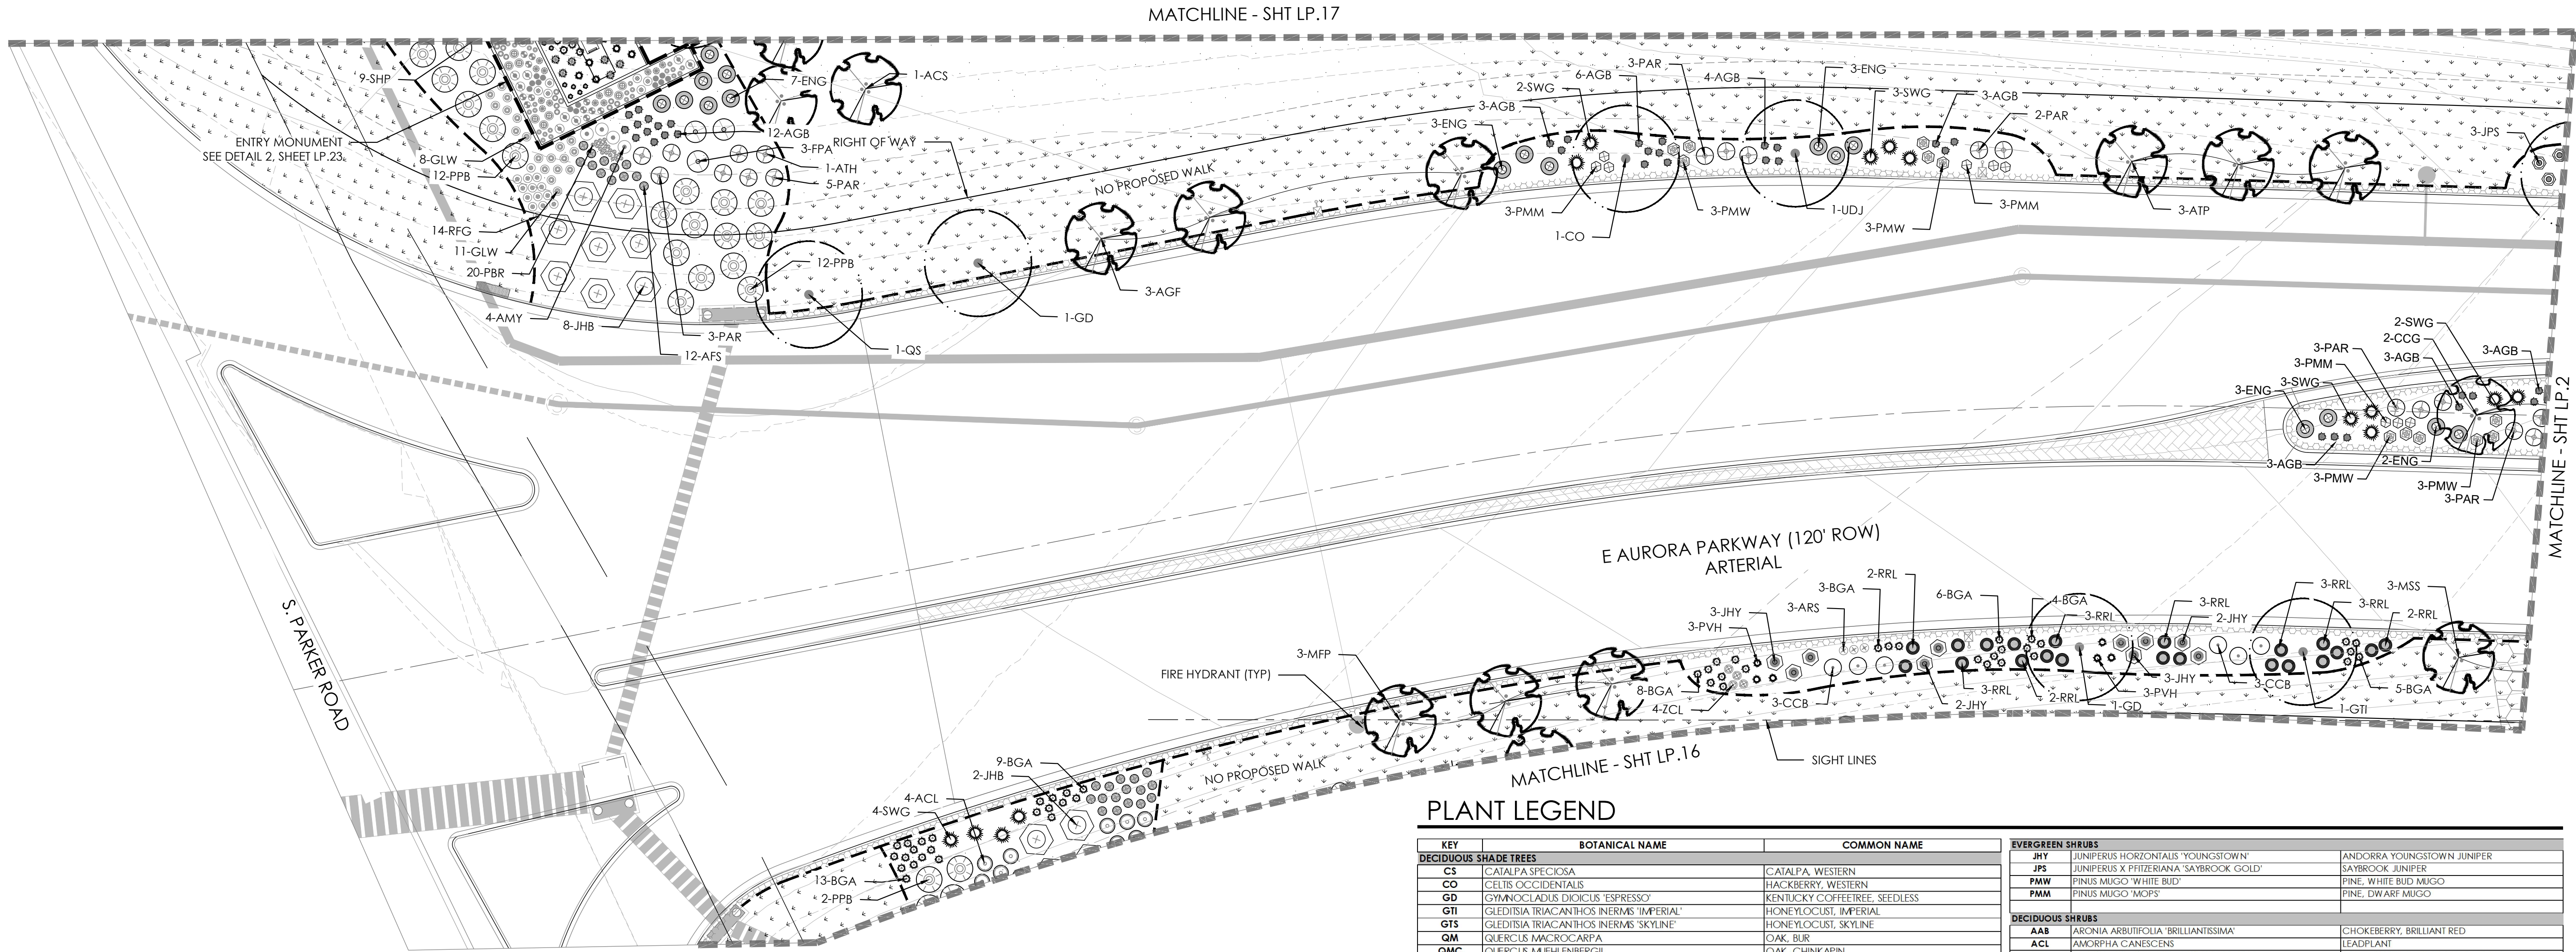 MATCHLINE - SHT LP.17
9-SHP
7-ENG
1-ACS
ENTRY MONUMENT
SEE DETAIL 2, SHEET LP.23
8-GLW
12-PPB
12-AGB
3-FPA
RIGHT OF WAY
1-ATH
5-PAR
14-RFG
11-GLW
20-PBR
4-AMY
8-JHB
3-PAR
12-AFS
12-PPB
1-QS
1-GD
3-AGF
NO PROPOSED WALK
3-ENG
3-AGB
2-SWG
6-AGB
3-PAR
4-AGB
3-ENG
3-SWG
3-AGB
2-PAR
3-JPS
3-PMM
1-CO
3-PMW
1-UDJ
3-PMW
3-PMM
3-ATP
2-SWG
2-CCG
3-PAR
3-PMM
3-AGB
3-AGB
3-ENG
3-SWG
3-AGB
3-PMW
2-ENG
3-PMW
3-PAR
MATCHLINE - SHT LP.2
E AURORA PARKWAY (120' ROW)
ARTERIAL
S. PARKER ROAD
3-MFP
FIRE HYDRANT (TYP)
3-PVH
3-JHY
3-ARS
3-BGA
2-RRL
6-BGA
4-BGA
3-RRL
3-RRL
2-JHY
3-RRL
3-RRL
2-RRL
3-MSS
8-BGA
4-ZCL
3-CCB
2-JHY
3-RRL
2-RRL
1-GD
3-PVH
3-JHY
3-CCB
1-GTI
5-BGA
SIGHT LINES
MATCHLINE - SHT LP.16
NO PROPOSED WALK
9-BGA
2-JHB
4-ACL
4-SWG
13-BGA
2-PPB
PLANT LEGEND
KEY BOTANICAL NAME COMMON NAME
DECIDUOUS SHADE TREES
CS CATALPA SPECIOSA CATALPA, WESTERN
CO CELTIS OCCIDENTALIS HACKBERRY, WESTERN
GD GYMNOCLADUS DIOICUS 'ESPRESSO' KENTUCKY COFFEETREE, SEEDLESS
GTI GLEDITSIA TRIACANTHOS INERMIS 'IMPERIAL' HONEYLOCUST, IMPERIAL
GTS GLEDITSIA TRIACANTHOS INERMIS 'SKYLINE' HONEYLOCUST, SKYLINE
QM QUERCUS MACROCARPA OAK, BUR
QMC QUERCUS MUEHLENBERGII OAK, CHINKAPIN
EVERGREEN SHRUBS
JHY JUNIPERUS HORZONTALIS 'YOUNGSTOWN' ANDORRA YOUNGSTOWN JUNIPER
JPS JUNIPERUS X PFITZERIANA 'SAYBROOK GOLD' SAYBROOK JUNIPER
PMW PINUS MUGO 'WHITE BUD' PINE, WHITE BUD MUGO
PMM PINUS MUGO 'MOPS' PINE, DWARF MUGO
DECIDUOUS SHRUBS
AAB ARONIA ARBUTIFOLIA 'BRILLIANTISSIMA' CHOKEBERRY, BRILLIANT RED
ACL AMORPHA CANESCENS LEADPLANT